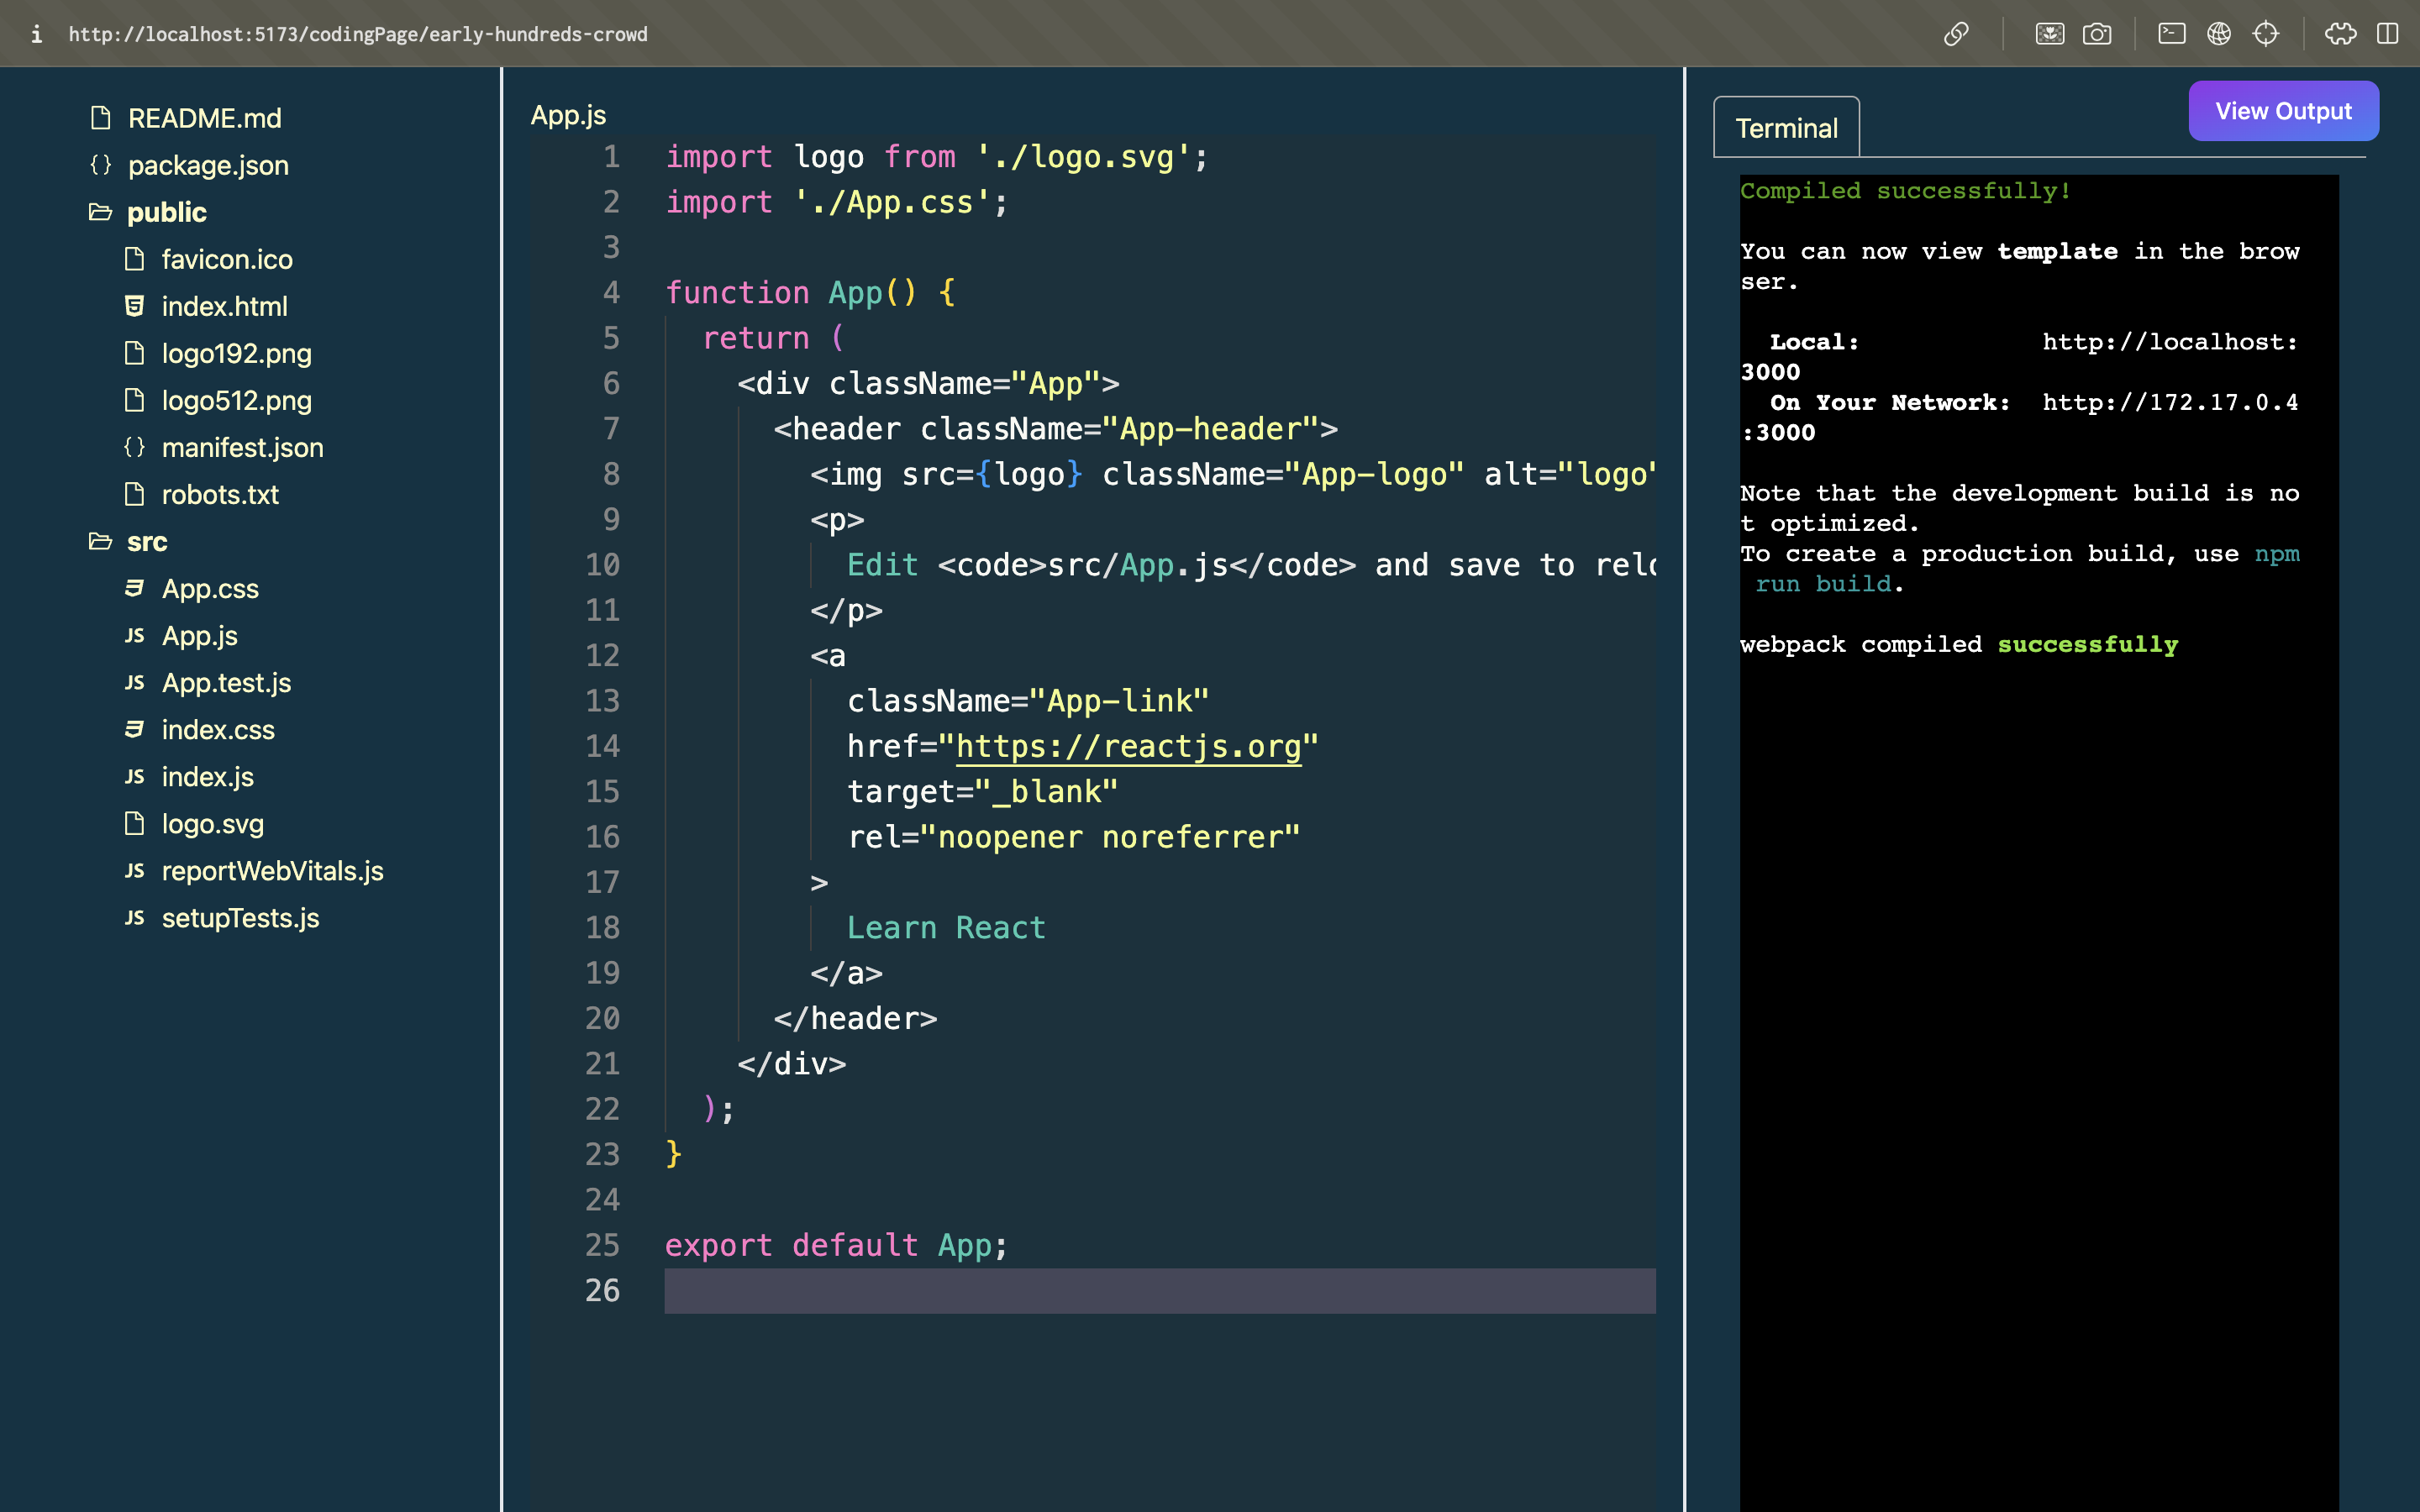 i http://localhost:5173/codingPage/early-hundreds-crowd
README.md
{} package.json
public
favicon.ico
index.html
logo192.png
logo512.png
{} manifest.json
robots.txt
src
App.css
JS App.js
JS App.test.js
index.css
JS index.js
logo.svg
JS reportWebVitals.js
JS setupTests.js
App.js
1 import logo from './logo.svg';
2 import './App.css';
3
4 function App() {
5 return (
6 <div className="App">
7 <header className="App-header">
8 <img src={logo} className="App-logo" alt="logo"
9 <p>
10 Edit <code>src/App.js</code> and save to relo
11 </p>
12 <a
13 className="App-link"
14 href="https://reactjs.org"
15 target="_blank"
16 rel="noopener noreferrer"
17 >
18 Learn React
19 </a>
20 </header>
21 </div>
22 );
23 }
24
25 export default App;
26
Terminal
View Output
Compiled successfully!
You can now view template in the brow
ser.
Local: http://localhost:
3000
On Your Network: http://172.17.0.4
:3000
Note that the development build is no
t optimized.
To create a production build, use npm
run build.
webpack compiled successfully